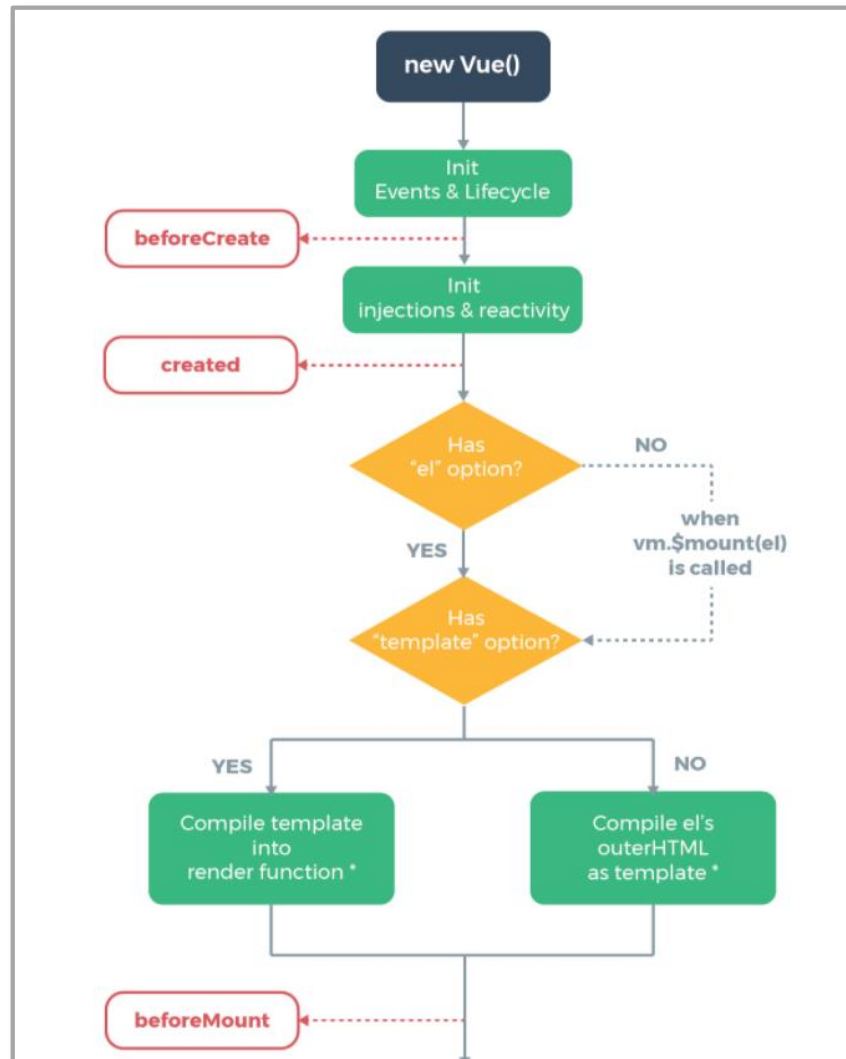 new Vue()
Init
Events & Lifecycle
beforeCreate
Init
injections & reactivity
created
Has
“el” option?
NO
when
vm.$mount(el)
is called
YES
Has
“template” option?
YES
NO
Compile template
into
render function *
Compile el’s
outerHTML
as template *
beforeMount